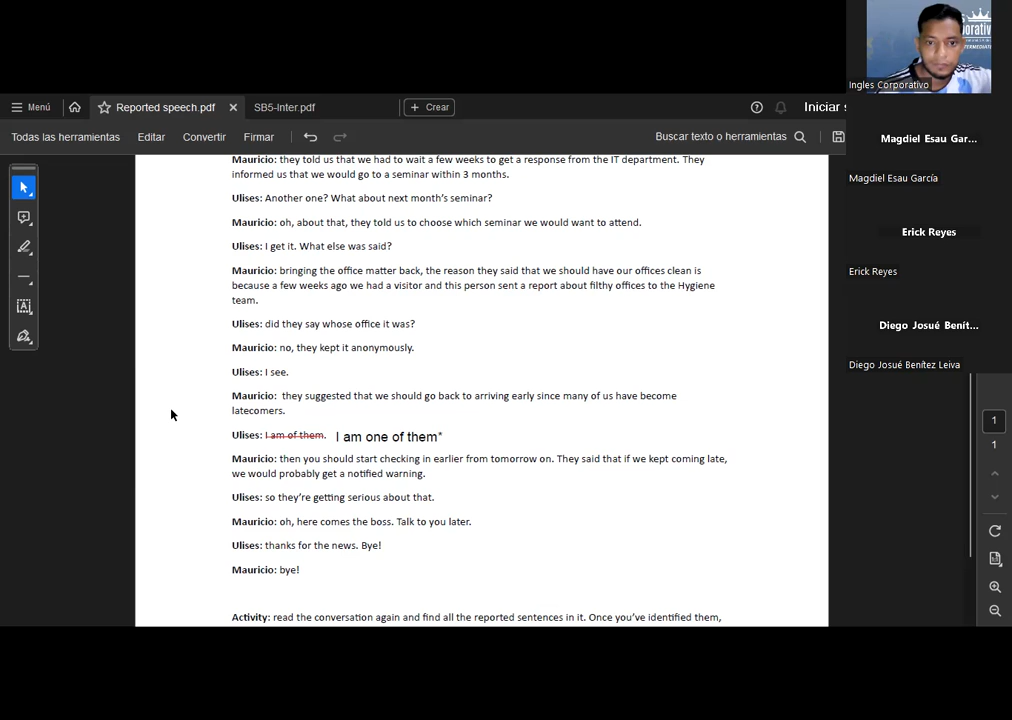 Ingles Corporativo
Menú
Reported speech.pdf
SB5-Inter.pdf
Crear
Iniciar s
Todas las herramientas
Editar
Convertir
Firmar
Buscar texto o herramientas
Magdiel Esau Gar...
Magdiel Esau García
Erick Reyes
Erick Reyes
Diego Josué Benít...
Diego Josué Benítez Leiva
Mauricio: they told us that we had to wait a few weeks to get a response from the IT department. They
informed us that we would go to a seminar within 3 months.
Ulises: Another one? What about next month's seminar?
Mauricio: oh, about that, they told us to choose which seminar we would want to attend.
Ulises: I get it. What else was said?
Mauricio: bringing the office matter back, the reason they said that we should have our offices clean is
because a few weeks ago we had a visitor and this person sent a report about filthy offices to the Hygiene
team.
Ulises: did they say whose office it was?
Mauricio: no, they kept it anonymously.
Ulises: I see.
Mauricio: they suggested that we should go back to arriving early since many of us have become
latecomers.
Ulises: I am of them. I am one of them*
Mauricio: then you should start checking in earlier from tomorrow on. They said that if we kept coming late,
we would probably get a notified warning.
Ulises: so they're getting serious about that.
Mauricio: oh, here comes the boss. Talk to you later.
Ulises: thanks for the news. Bye!
Mauricio: bye!
Activity: read the conversation again and find all the reported sentences in it. Once you've identified them,
1
1